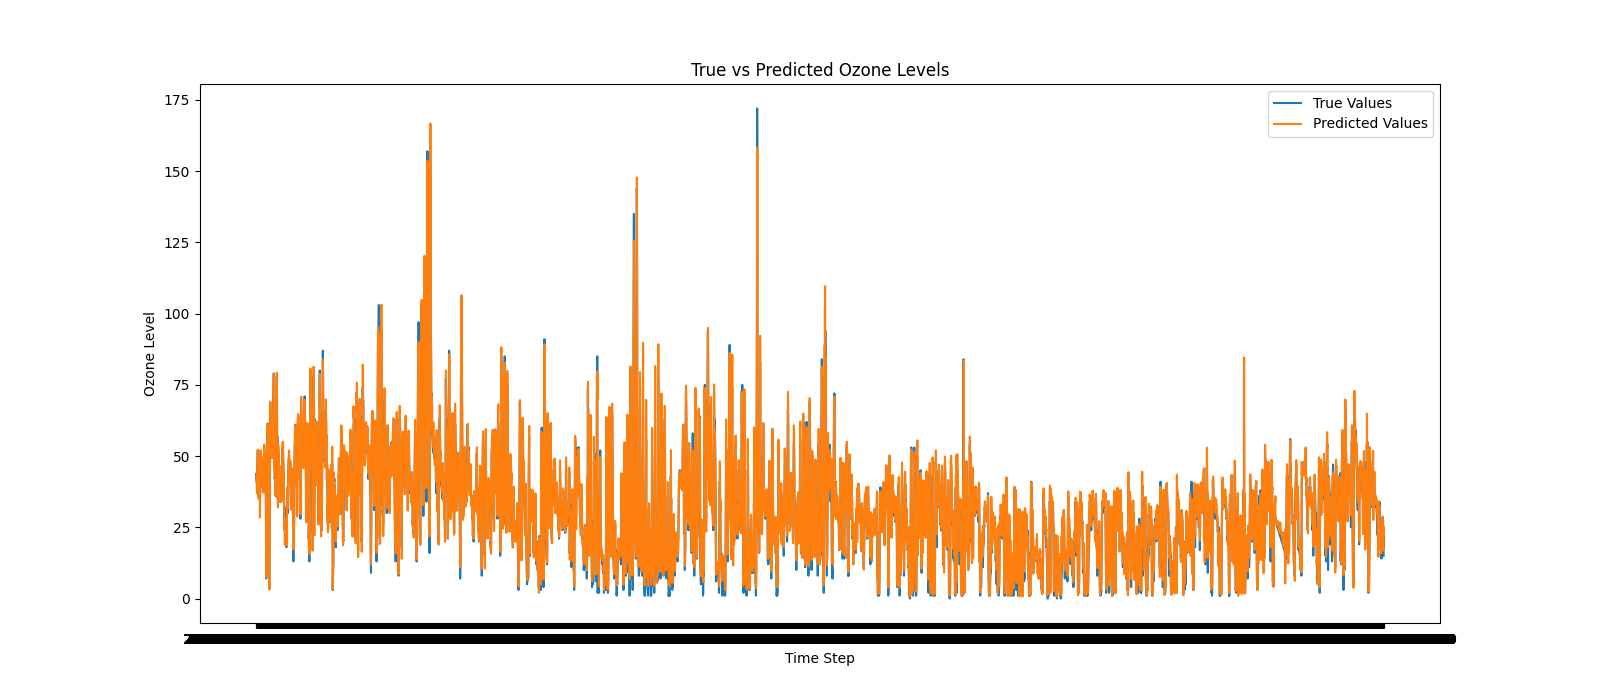 True vs Predicted Ozone Levels
True Values
Predicted Values
175
150
125
100
75
50
25
0
Ozone Level
Time Step